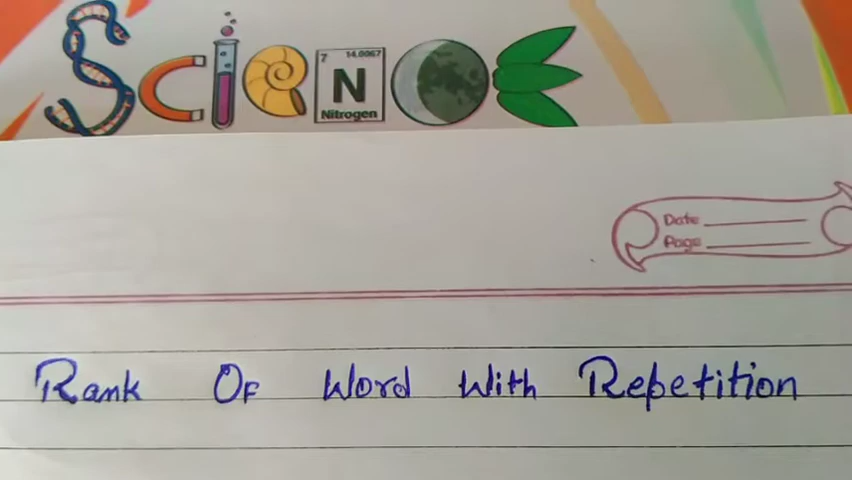 SCIENCE
7 14.0067
N
Nitrogen
Date
Page
Rank Of Word With Repetition